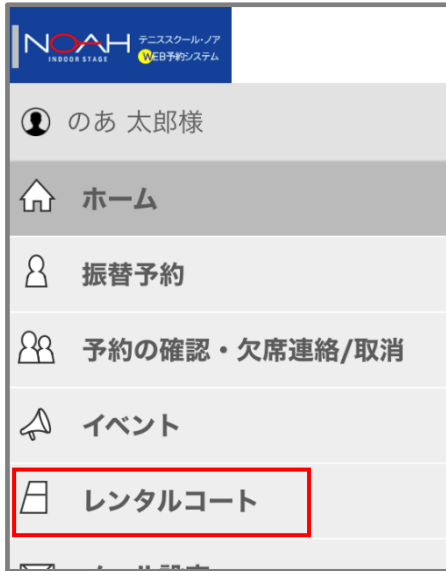 NOAH
INDOOR STAGE
テニススクール・ノア
WEB予約システム
のあ 太郎様
ホーム
振替予約
予約の確認・欠席連絡/取消
イベント
レンタルコート